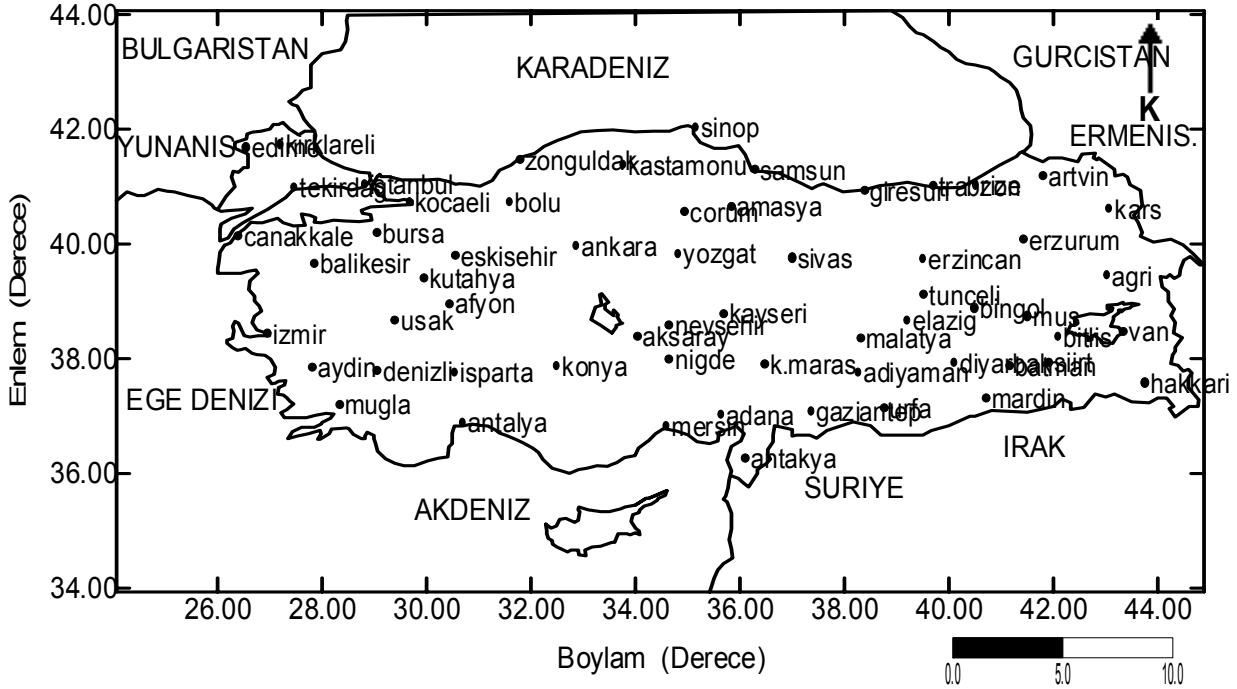 44.00
BULGARISTAN
KARADENIZ
GURCISTAN
K
42.00
YUNANIS
edirne
kirklareli
sinop
ERMENIS.
zonguldak
kastamonu
samsun
tekirdag
istanbul
kocaeli
bolu
corum
amasya
giresun
trabzon
rize
artvin
kars
40.00
canakkale
bursa
eskisehir
ankara
yozgat
sivas
erzincan
erzurum
balikesir
kutahya
agri
afyon
usak
kayseri
nevsehir
tunceli
bingol
elazig
mus
izmir
aksaray
malatya
bitlis
van
38.00
aydin
denizli
isparta
konya
nigde
k.maras
adiyaman
diyarbakir
batman
siirt
hakkari
EGE DENIZI
mugla
antalya
mersin
adana
gaziantep
urfa
mardin
IRAK
36.00
antakya
SURIYE
AKDENIZ
34.00
Enlem (Derece)
26.00 28.00 30.00 32.00 34.00 36.00 38.00 40.00 42.00 44.00
Boylam (Derece)
0.0 5.0 10.0